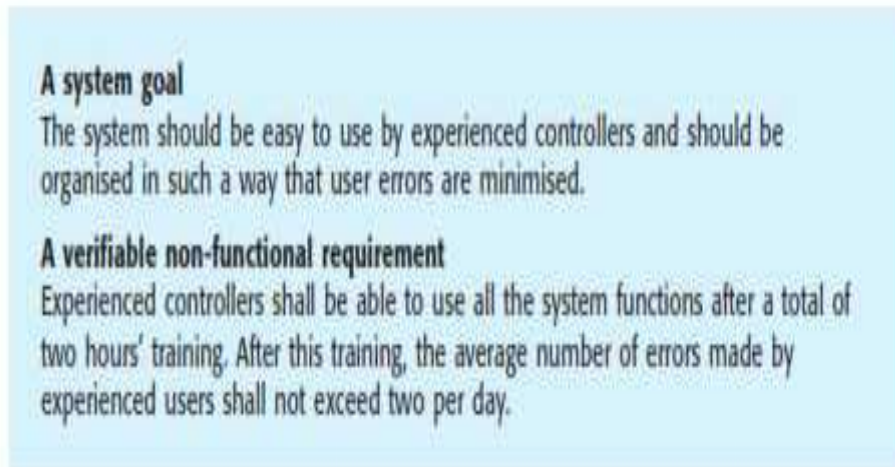 A system goal
The system should be easy to use by experienced controllers and should be
organised in such a way that user errors are minimised.
A verifiable non-functional requirement
Experienced controllers shall be able to use all the system functions after a total of
two hours' training. After this training, the average number of errors made by
experienced users shall not exceed two per day.